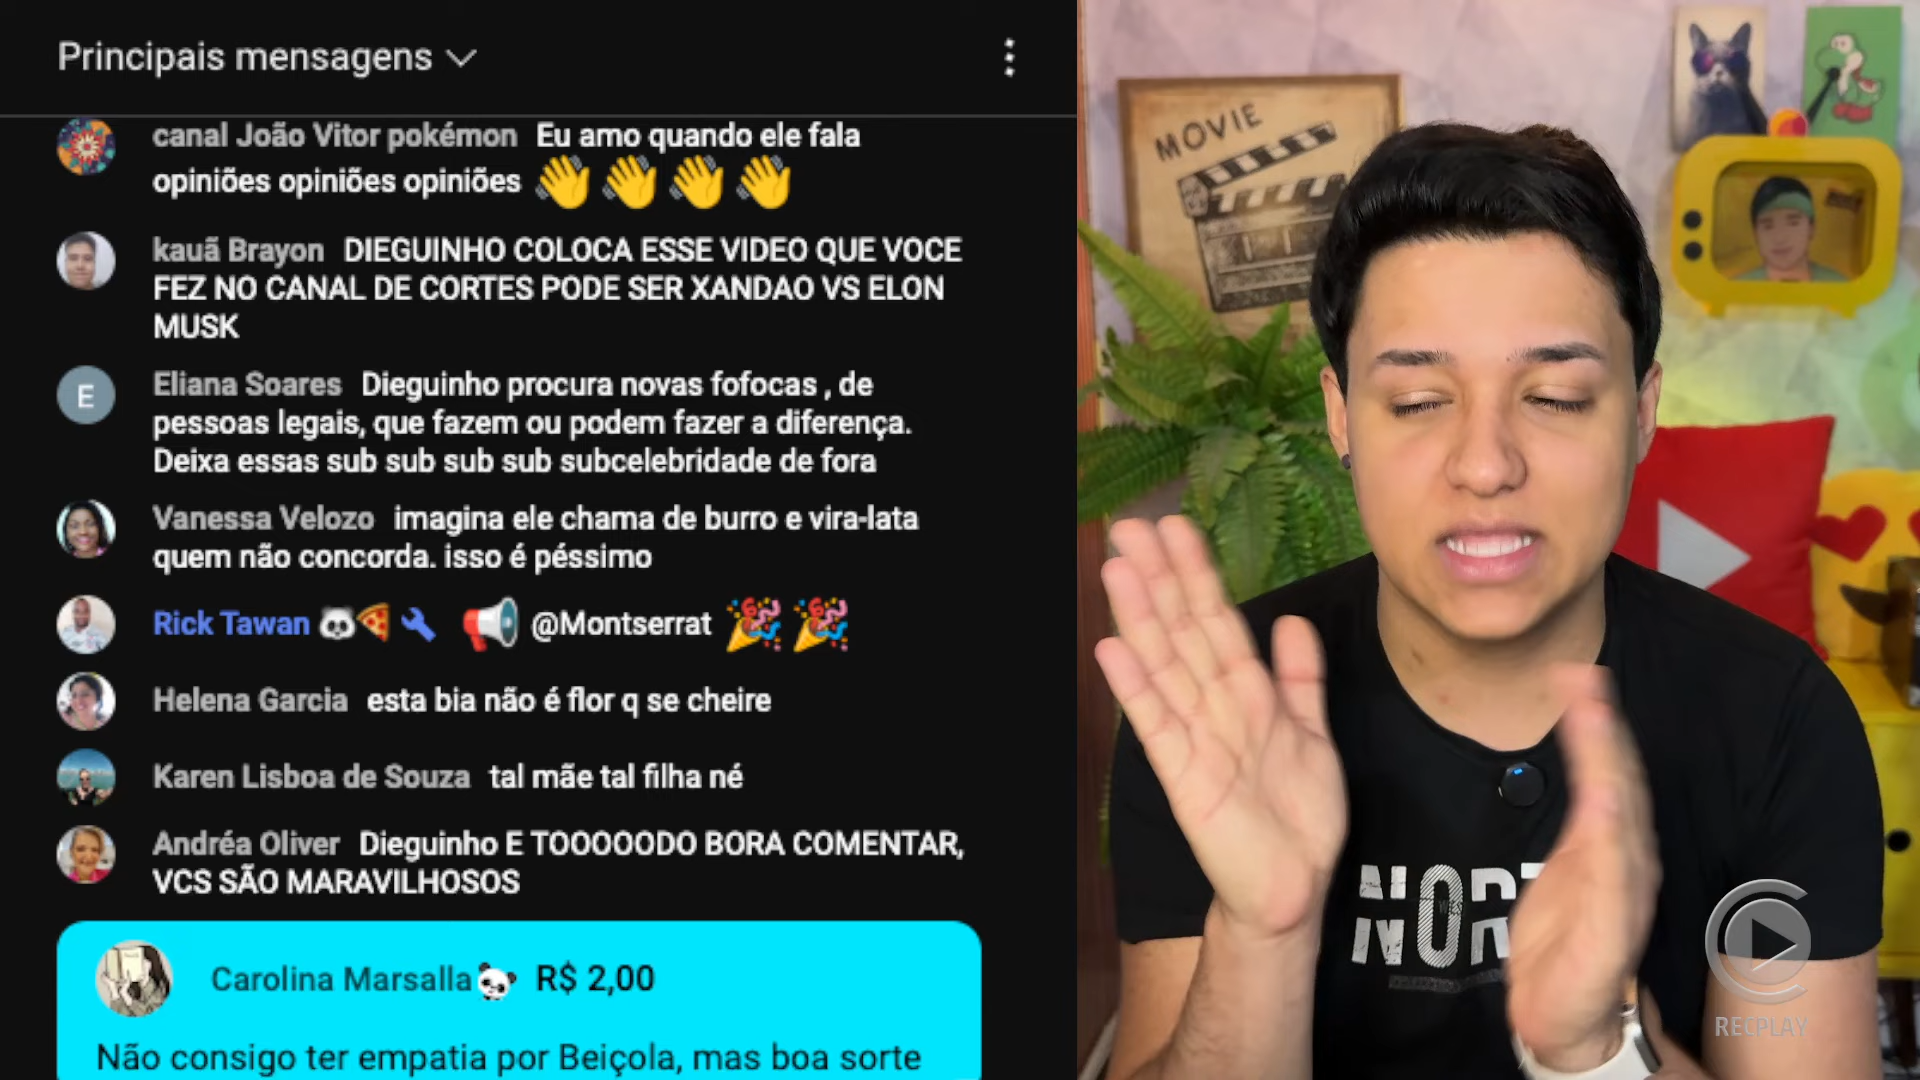 Principais mensagens
canal João Vitor pokémon Eu amo quando ele fala
opiniões opiniões opiniões 👋 👋 👋 👋
kauã Brayon DIEGUINHO COLOCA ESSE VIDEO QUE VOCE
FEZ NO CANAL DE CORTES PODE SER XANDAO VS ELON
MUSK
E
Eliana Soares Dieguinho procura novas fofocas , de
pessoas legais, que fazem ou podem fazer a diferença.
Deixa essas sub sub sub sub subcelebridade de fora
Vanessa Velozo imagina ele chama de burro e vira-lata
quem não concorda. isso é péssimo
Rick Tawan 🐼🍕 🔧 📢 @Montserrat 🎉 🎉
Helena Garcia esta bia não é flor q se cheire
Karen Lisboa de Souza tal mãe tal filha né
Andréa Oliver Dieguinho E TOOOOODO BORA COMENTAR,
VCS SÃO MARAVILHOSOS
Carolina Marsalla🐼 R$ 2,00
Não consigo ter empatia por Beiçola, mas boa sorte
MOVIE
RECPLAY